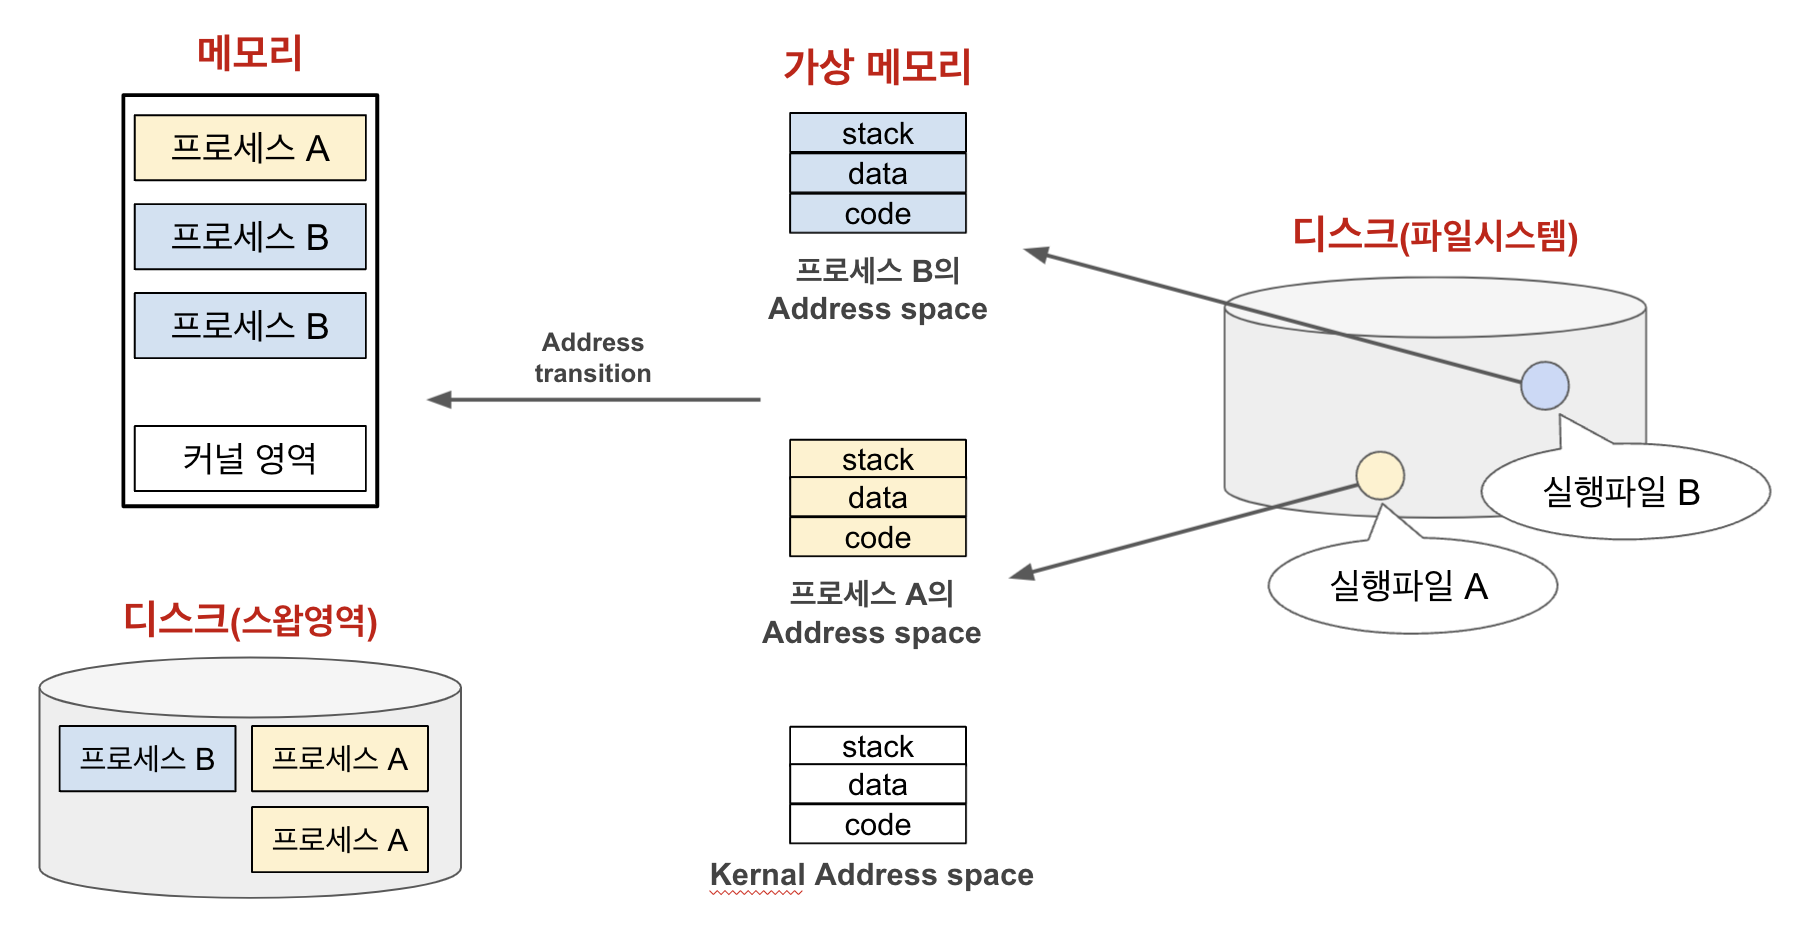 메모리
프로세스 A
프로세스 B
프로세스 B
커널 영역
디스크(스왑영역)
프로세스 B
프로세스 A
프로세스 A
Address
transition
가상 메모리
stack
data
code
프로세스 B의
Address space
stack
data
code
프로세스 A의
Address space
stack
data
code
Kernal Address space
디스크(파일시스템)
실행파일 B
실행파일 A